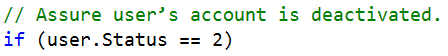 // Assure user’s account is deactivated.
if (user.Status == 2)